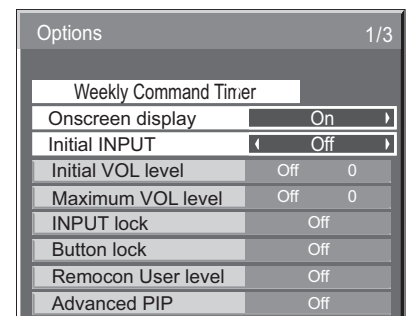 Options 1/3
Weekly Command Timer
Onscreen display On
Initial INPUT Off
Initial VOL level Off 0
Maximum VOL level Off 0
INPUT lock Off
Button lock Off
Remocon User level Off
Advanced PIP Off